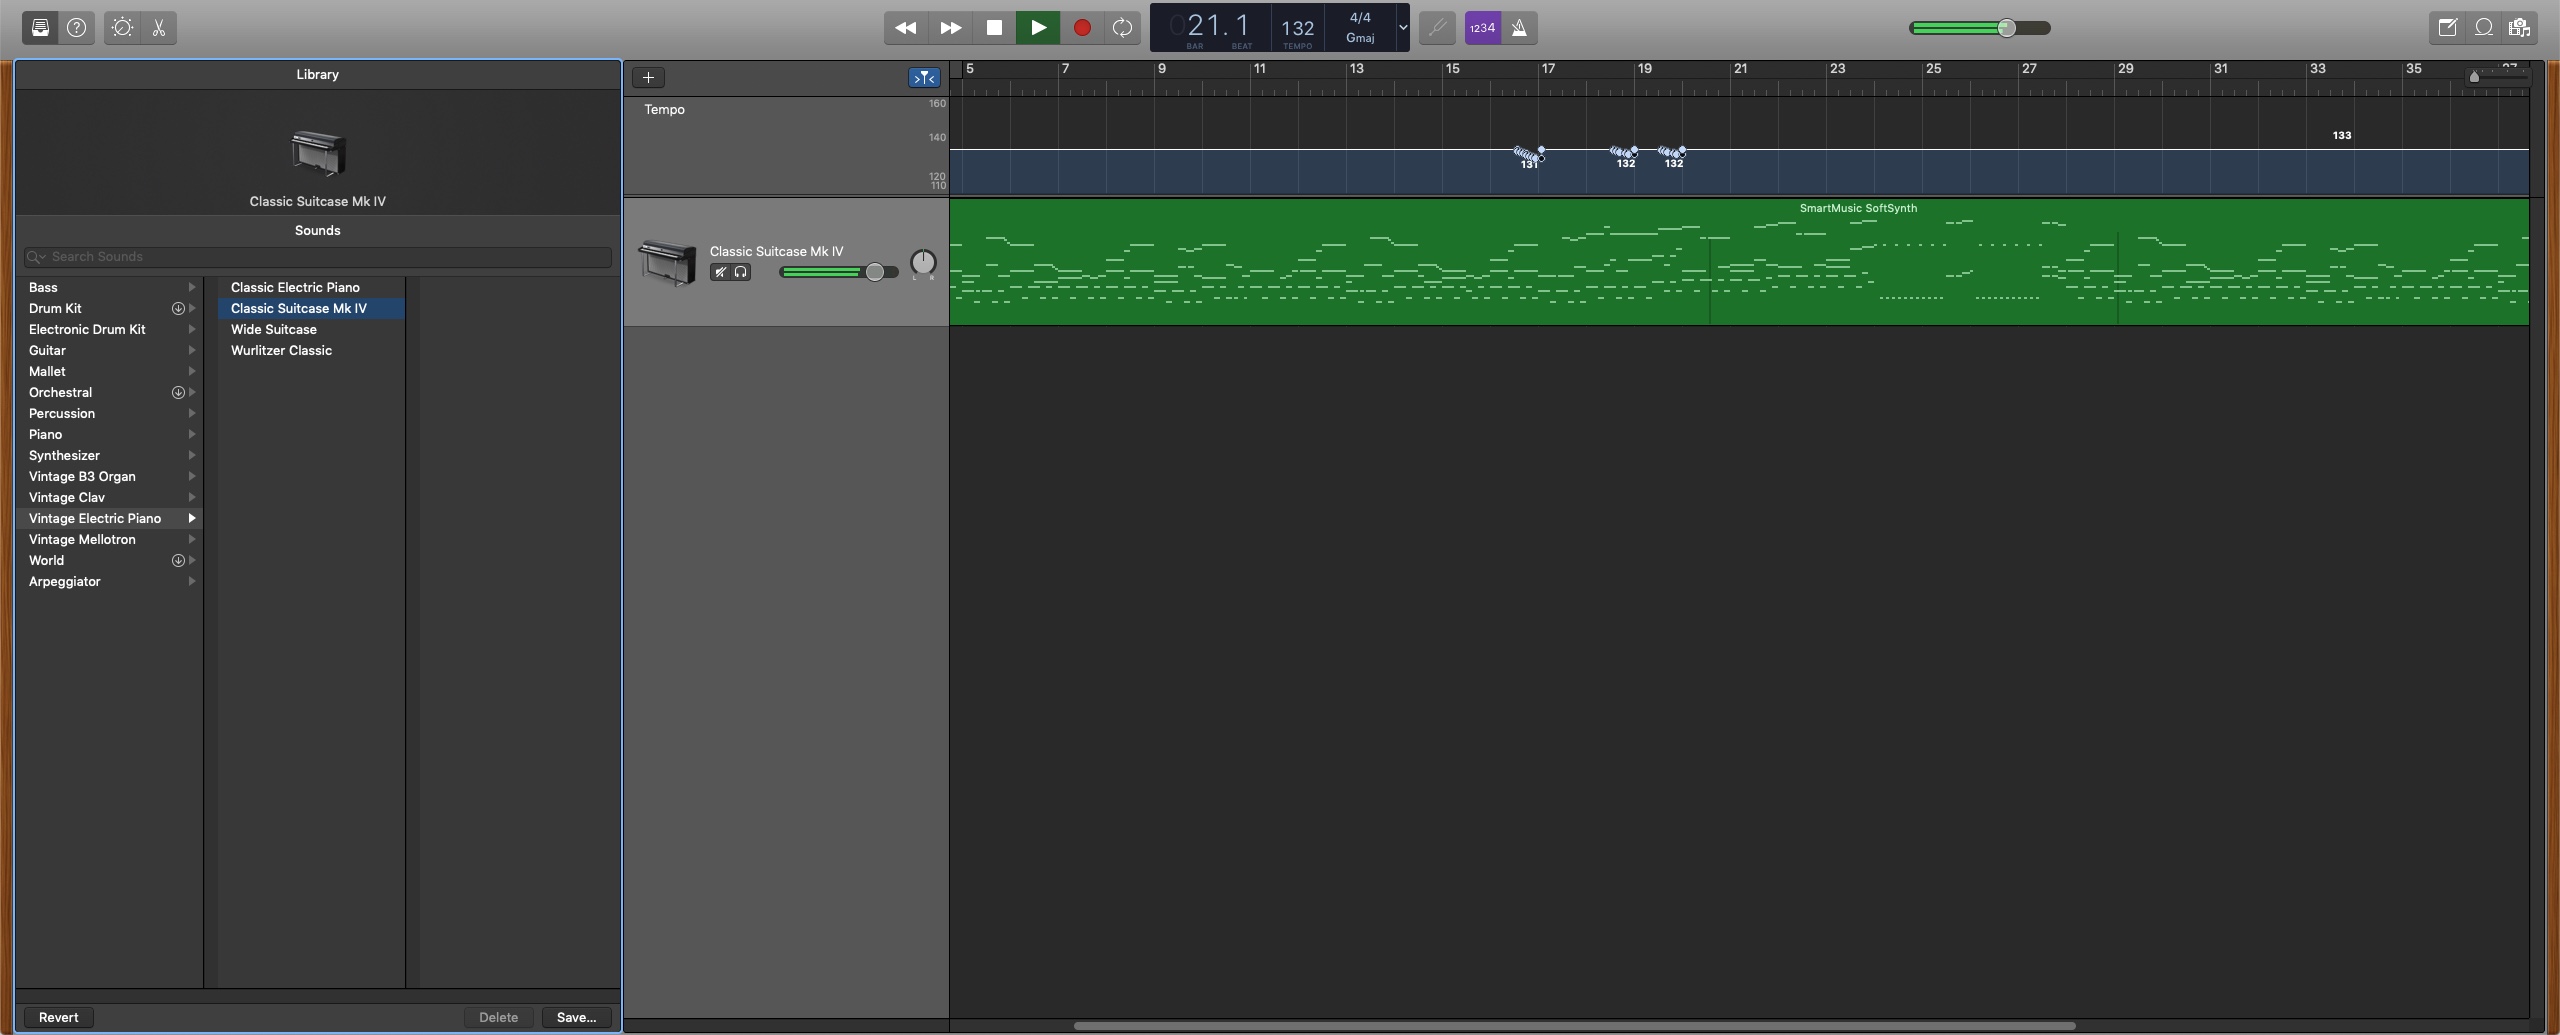 21.1
BAR BEAT
132
TEMPO
4/4
Gmaj
1234
Library
Classic Suitcase Mk IV
Sounds
Search Sounds
Bass
Drum Kit
Electronic Drum Kit
Guitar
Mallet
Orchestral
Percussion
Piano
Synthesizer
Vintage B3 Organ
Vintage Clav
Vintage Electric Piano
Vintage Mellotron
World
Arpeggiator
Classic Electric Piano
Classic Suitcase Mk IV
Wide Suitcase
Wurlitzer Classic
Revert
Delete
Save...
5 7 9 11 13 15 17 19 21 23 25 27 29 31 33 35 37
Tempo
160
140
120
110
131
132
132
133
Classic Suitcase Mk IV
L R
SmartMusic SoftSynth